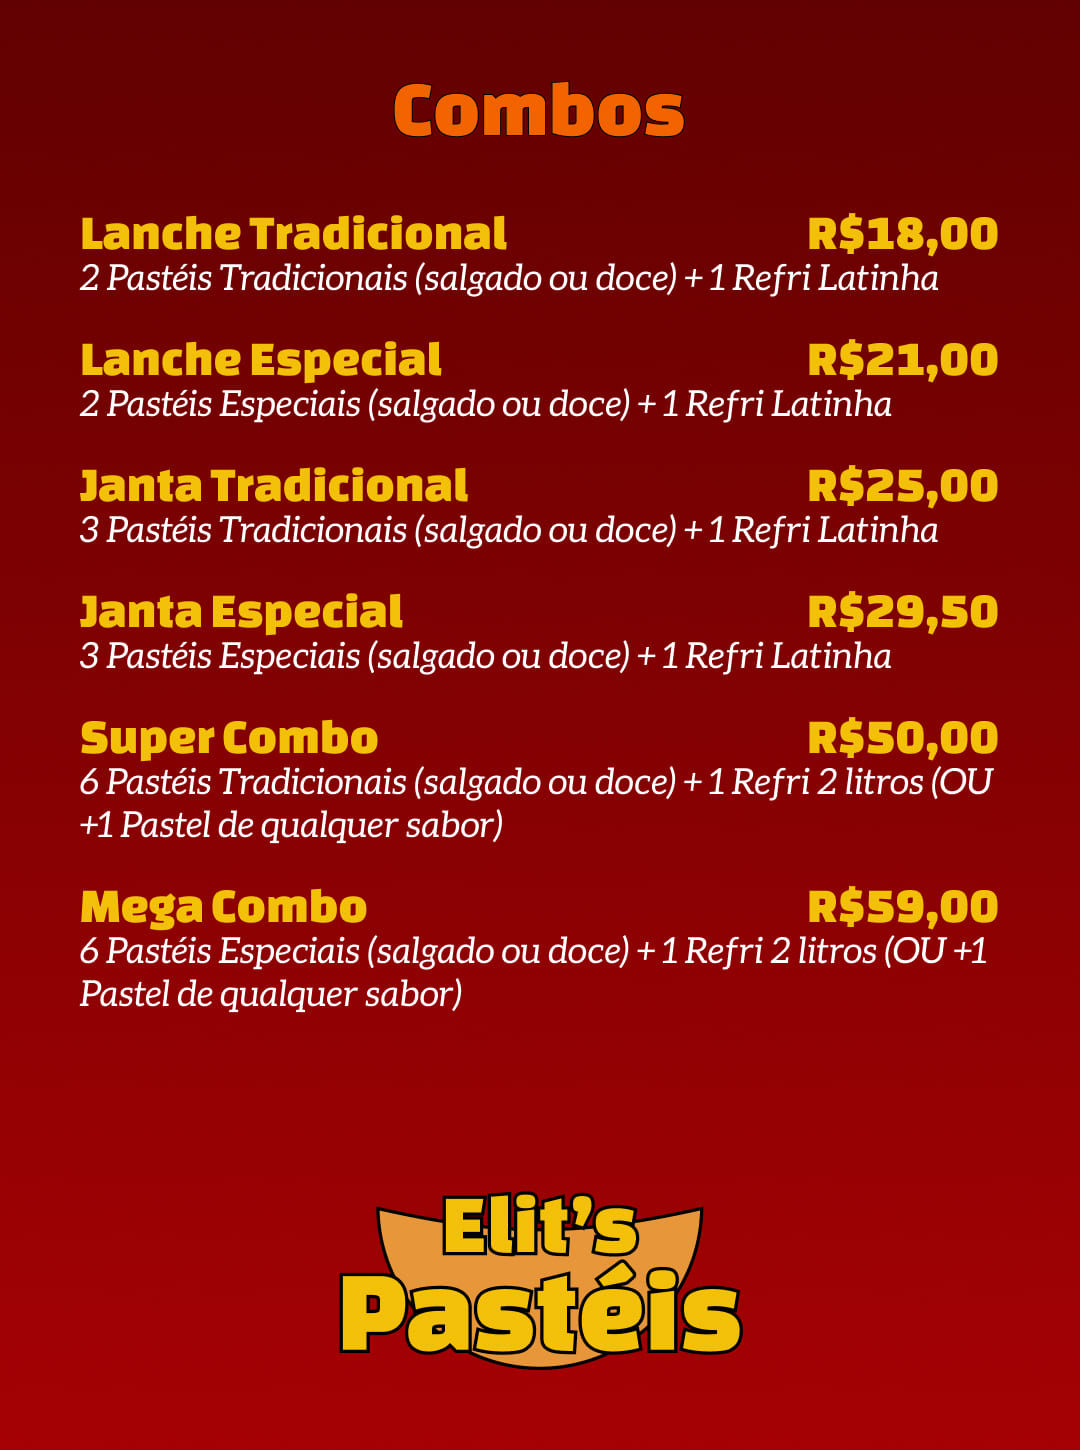 Combos
Lanche Tradicional R$18,00
2 Pastéis Tradicionais (salgado ou doce) + 1 Refri Latinha
Lanche Especial R$21,00
2 Pastéis Especiais (salgado ou doce) + 1 Refri Latinha
Janta Tradicional R$25,00
3 Pastéis Tradicionais (salgado ou doce) + 1 Refri Latinha
Janta Especial R$29,50
3 Pastéis Especiais (salgado ou doce) + 1 Refri Latinha
Super Combo R$50,00
6 Pastéis Tradicionais (salgado ou doce) + 1 Refri 2 litros (OU
+1 Pastel de qualquer sabor)
Mega Combo R$59,00
6 Pastéis Especiais (salgado ou doce) + 1 Refri 2 litros (OU +1
Pastel de qualquer sabor)
Elit's
Pastéis